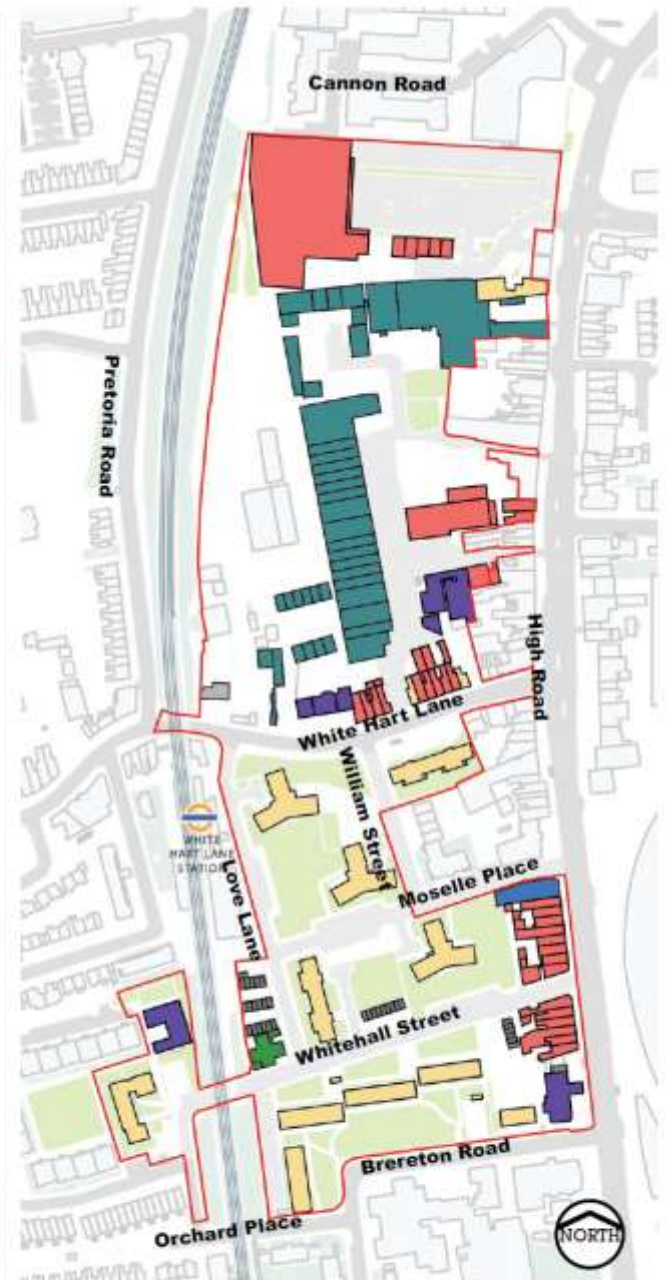 Cannon Road
Pretoria Road
High Road
White Hart Lane
William Street
WHITE
HART LANE
STATION
Love Lane
Moselle Place
Whitehall Street
Brereton Road
Orchard Place
NORTH